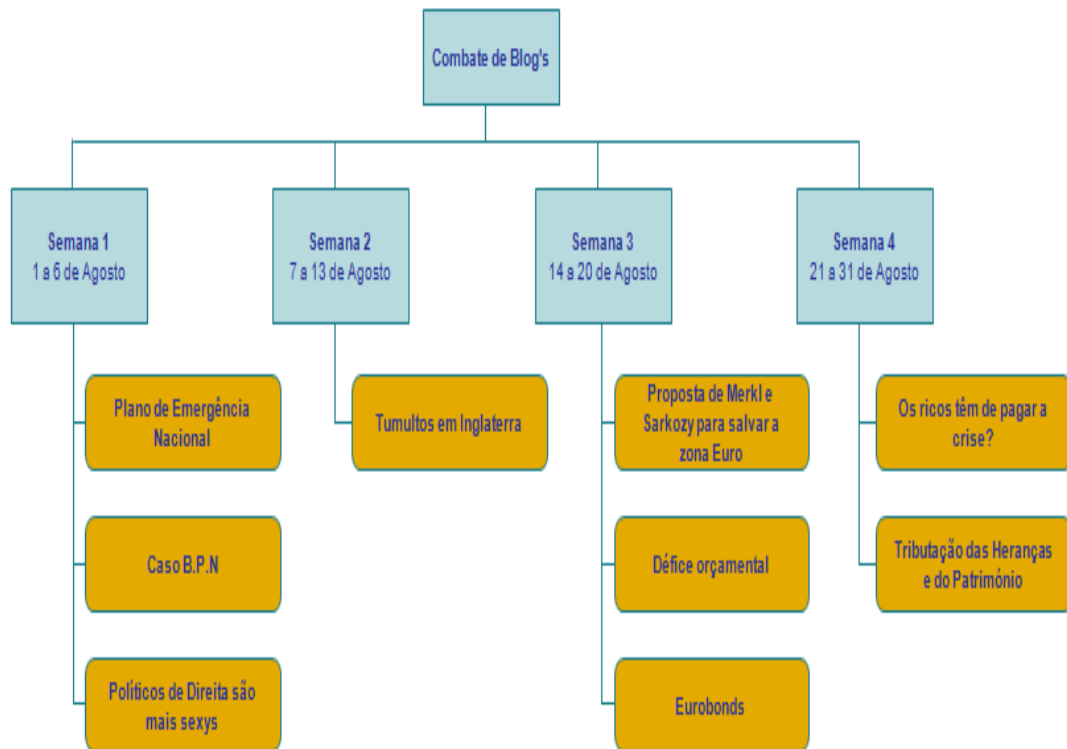 Combate de Blog's
Semana 1
1 a 6 de Agosto
Semana 2
7 a 13 de Agosto
Semana 3
14 a 20 de Agosto
Semana 4
21 a 31 de Agosto
Plano de Emergência
Nacional
Caso B.P.N
Políticos de Direita são
mais sexys
Tumultos em Inglaterra
Proposta de Merkl e
Sarkozy para salvar a
zona Euro
Défice orçamental
Eurobonds
Os ricos têm de pagar a
crise?
Tributação das Heranças
e do Património